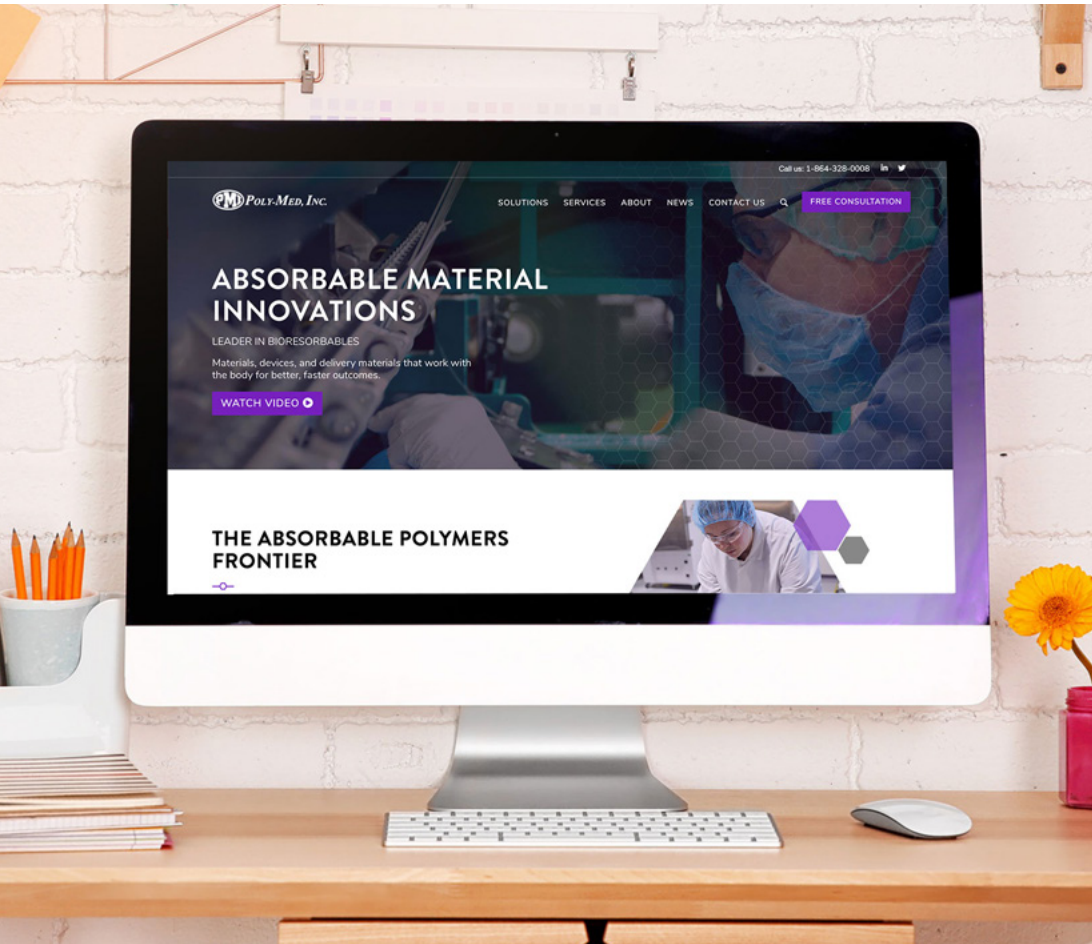 Call us: 1-864-328-0008 in
PMI POLY-MED, INC.
SOLUTIONS SERVICES ABOUT NEWS CONTACT US FREE CONSULTATION
ABSORBABLE MATERIAL
INNOVATIONS
LEADER IN BIORESORBABLES
Materials, devices, and delivery materials that work with
the body for better, faster outcomes.
WATCH VIDEO
THE ABSORBABLE POLYMERS
FRONTIER